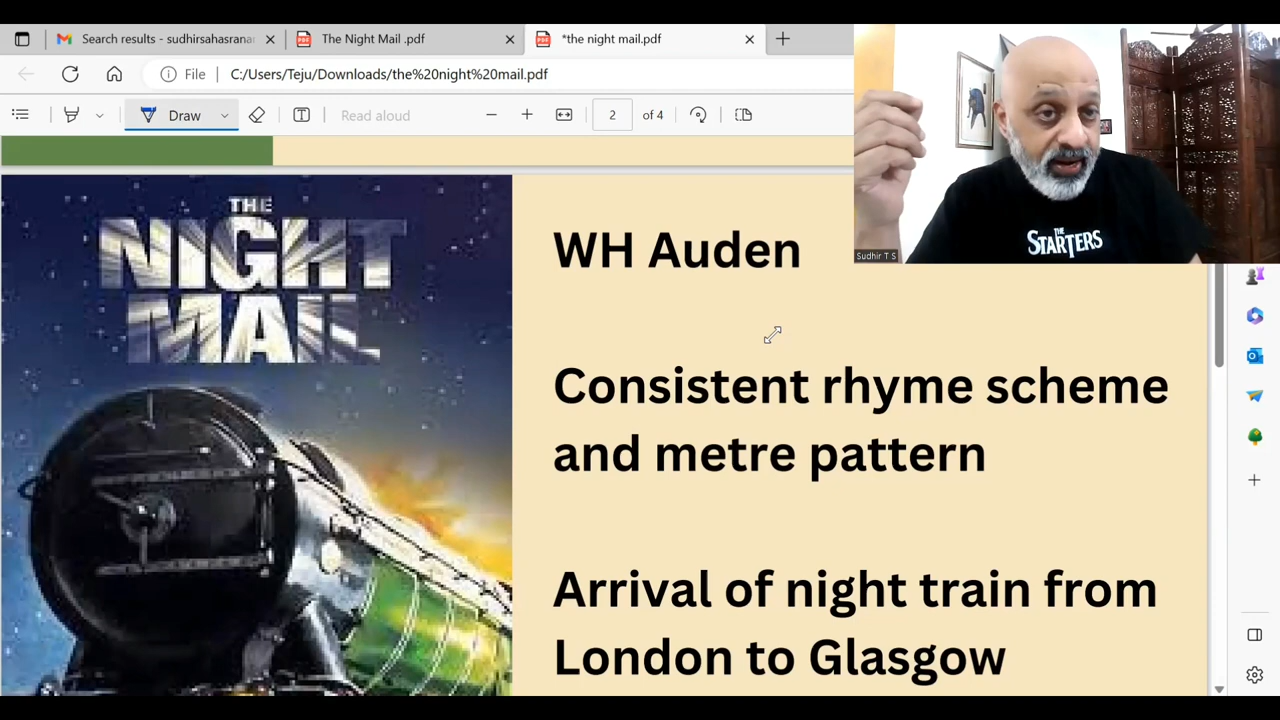 Search results - sudhirsahasrana
The Night Mail .pdf
*the night mail.pdf
File
C:/Users/Teju/Downloads/the%20night%20mail.pdf
Draw
Read aloud
2
of 4
THE
NIGHT
MAIL
WH Auden
Consistent rhyme scheme
and metre pattern
Arrival of night train from
London to Glasgow
THE
STARTERS
Sudhir T S